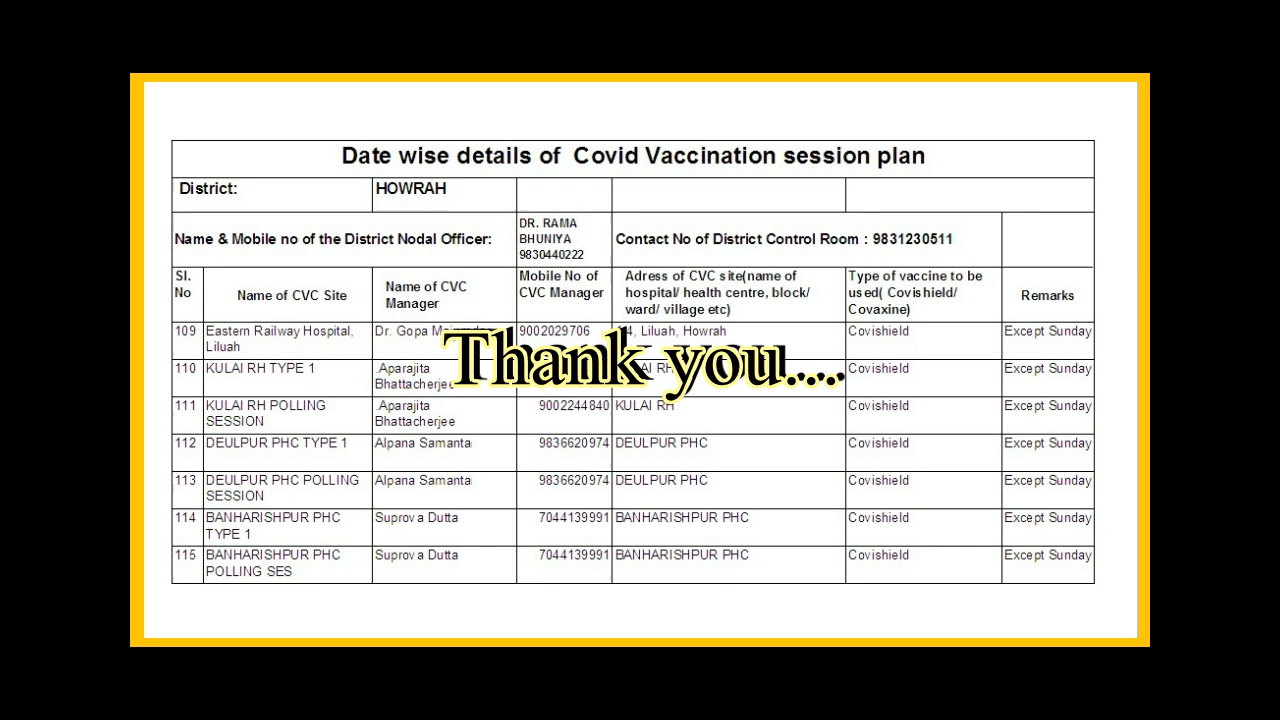 Date wise details of Covid Vaccination session plan
District: HOWRAH
Name & Mobile no of the District Nodal Officer: DR. RAMA BHUNIYA 9830440222 Contact No of District Control Room : 9831230511
Sl. No Name of CVC Site Name of CVC Manager Mobile No of CVC Manager Adress of CVC site(name of hospital/ health centre, block/ ward/ village etc) Type of vaccine to be used( Covishield/ Covaxine) Remarks
109 Eastern Railway Hospital, Liluah Dr. Gopa 9002029706 Liluah, Howrah Covishield Except Sunday
110 KULAI RH TYPE 1 .Aparajita Bhattacherjee RH Covishield Except Sunday
Thank you....
111 KULAI RH POLLING SESSION .Aparajita Bhattacherjee 9002244840 KULAI RH Covishield Except Sunday
112 DEULPUR PHC TYPE 1 Alpana Samanta 9836620974 DEULPUR PHC Covishield Except Sunday
113 DEULPUR PHC POLLING SESSION Alpana Samanta 9836620974 DEULPUR PHC Covishield Except Sunday
114 BANHARISHPUR PHC TYPE 1 Suprova Dutta 7044139991 BANHARISHPUR PHC Covishield Except Sunday
115 BANHARISHPUR PHC POLLING SES Suprova Dutta 7044139991 BANHARISHPUR PHC Covishield Except Sunday